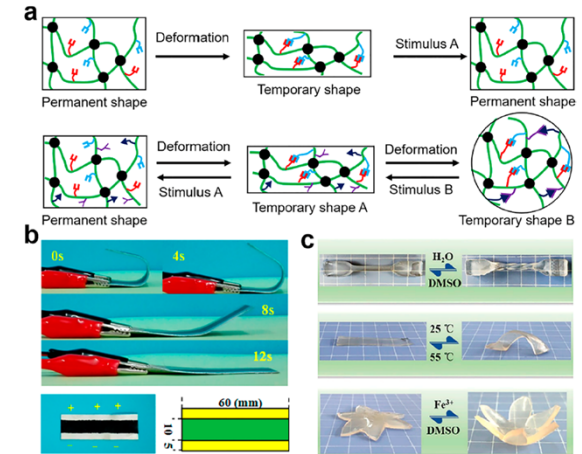 a
Deformation
Stimulus A
Permanent shape
Temporary shape
Permanent shape
Deformation
Stimulus A
Deformation
Stimulus B
Permanent shape
Temporary shape A
Temporary shape B
b
0s
4s
8s
12s
+ + +
- - -
60 (mm)
10
5
c
H₂O
DMSO
25 ℃
55 ℃
Fe³⁺
DMSO